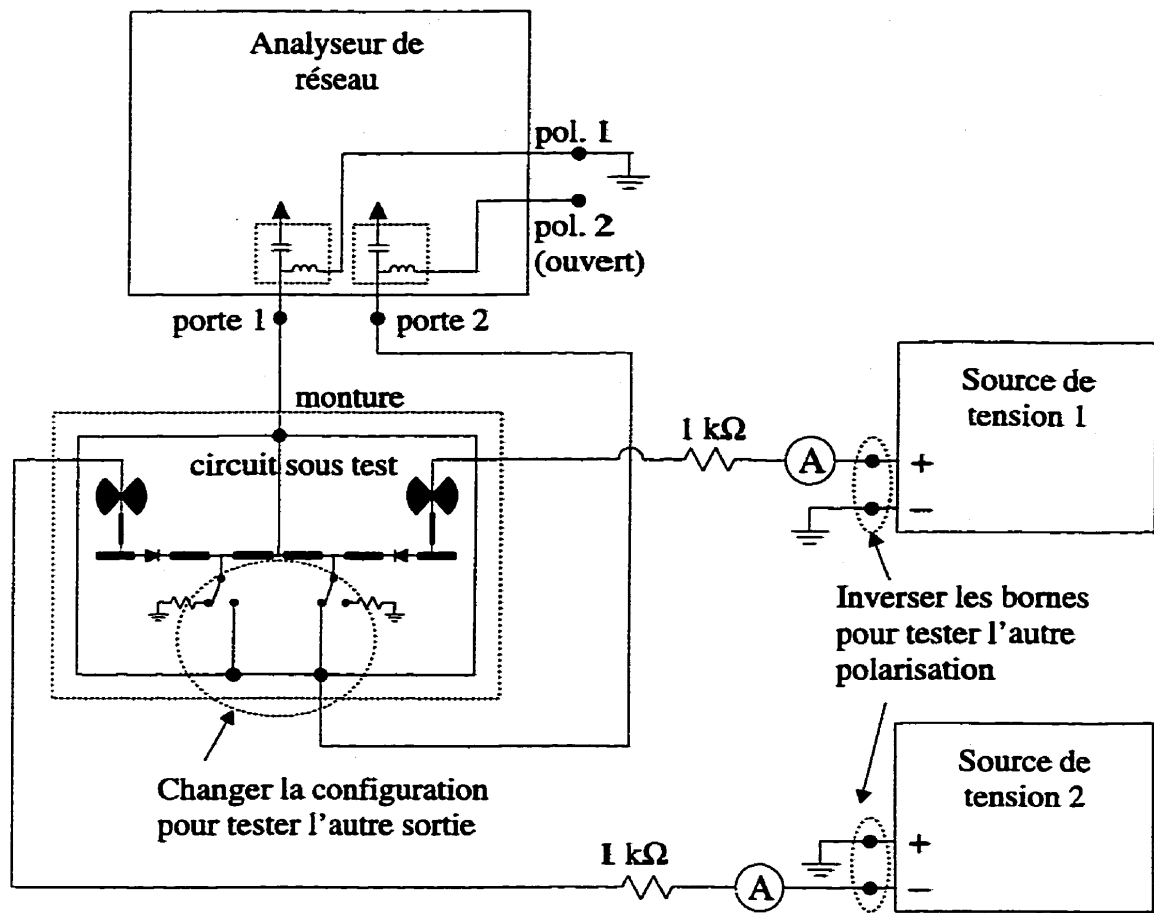 Analyseur de
réseau
pol. 1
pol. 2
(ouvert)
porte 1
porte 2
monture
circuit sous test
1 kΩ
A
+
−
Source de
tension 1
Inverser les bornes
pour tester l'autre
polarisation
Changer la configuration
pour tester l'autre sortie
1 kΩ
A
+
−
Source de
tension 2